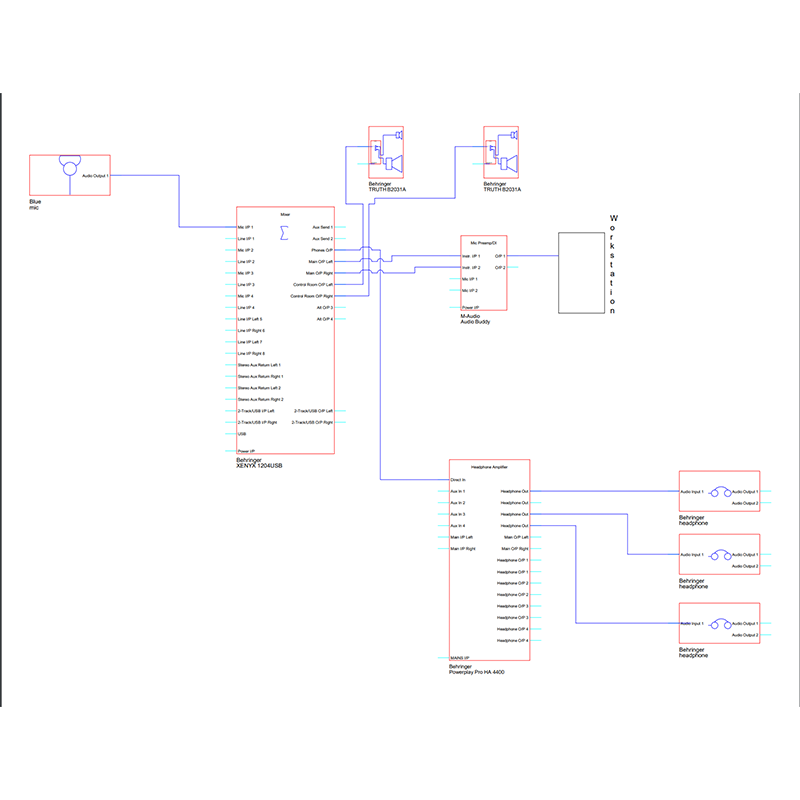 Audio Output 1
Blue
mic
Behringer
TRUTH B2031A
Behringer
TRUTH B2031A
Mixer
Mic I/P 1
Line I/P 1
Mic I/P 2
Line I/P 2
Mic I/P 3
Line I/P 3
Mic I/P 4
Line I/P 4
Line I/P Left 5
Line I/P Right 6
Line I/P Left 7
Line I/P Right 8
Stereo Aux Return Left 1
Stereo Aux Return Right 1
Stereo Aux Return Left 2
Stereo Aux Return Right 2
2-Track/USB I/P Left
2-Track/USB I/P Right
USB
Power I/P
Aux Send 1
Aux Send 2
Phones O/P
Main O/P Left
Main O/P Right
Control Room O/P Left
Control Room O/P Right
Alt O/P 3
Alt O/P 4
2-Track/USB O/P Left
2-Track/USB O/P Right
Behringer
XENYX 1204USB
Mic Preamp/DI
Instr. I/P 1
Instr. I/P 2
Mic I/P 1
Mic I/P 2
Power I/P
O/P 1
O/P 2
M-Audio
Audio Buddy
Workstation
Headphone Amplifier
Direct In
Aux In 1
Aux In 2
Aux In 3
Aux In 4
Main I/P Left
Main I/P Right
MAINS I/P
Headphone Out
Headphone Out
Headphone Out
Headphone Out
Main O/P Left
Main O/P Right
Headphone O/P 1
Headphone O/P 1
Headphone O/P 2
Headphone O/P 2
Headphone O/P 3
Headphone O/P 3
Headphone O/P 4
Headphone O/P 4
Behringer
Powerplay Pro HA 4400
Audio Input 1
Audio Output 1
Audio Output 2
Behringer
headphone
Audio Input 1
Audio Output 1
Audio Output 2
Behringer
headphone
Audio Input 1
Audio Output 1
Audio Output 2
Behringer
headphone